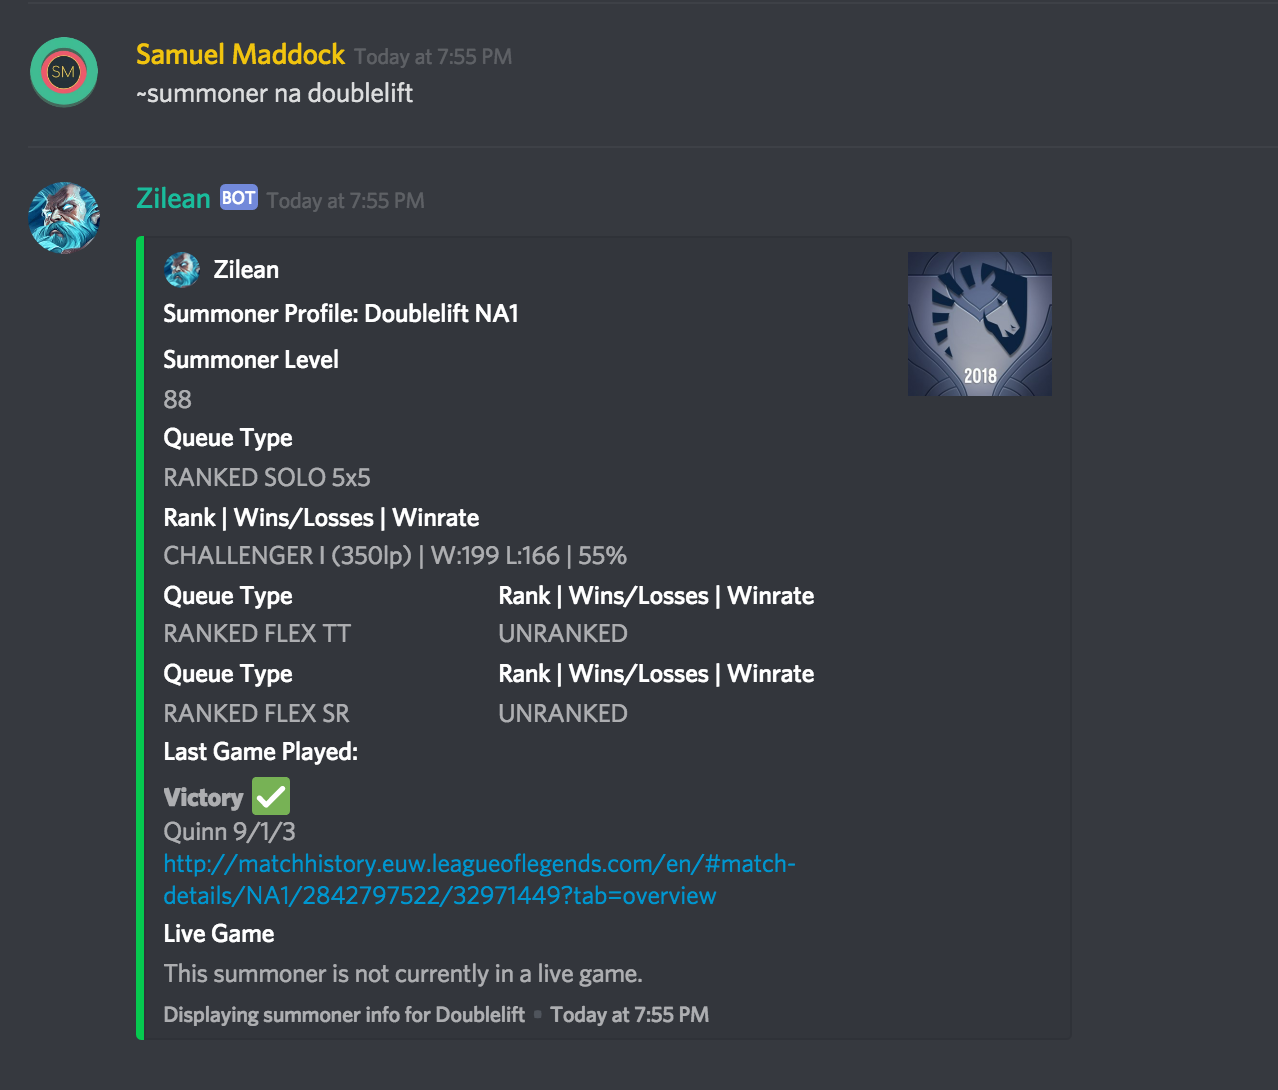 SM
Samuel Maddock Today at 7:55 PM
~summoner na doublelift
Zilean BOT Today at 7:55 PM
Zilean
Summoner Profile: Doublelift NA1
2018
Summoner Level
88
Queue Type
RANKED SOLO 5x5
Rank | Wins/Losses | Winrate
CHALLENGER I (350lp) | W:199 L:166 | 55%
Queue Type Rank | Wins/Losses | Winrate
RANKED FLEX TT UNRANKED
Queue Type Rank | Wins/Losses | Winrate
RANKED FLEX SR UNRANKED
Last Game Played:
Victory ✅
Quinn 9/1/3
http://matchhistory.euw.leagueoflegends.com/en/#match-
details/NA1/2842797522/32971449?tab=overview
Live Game
This summoner is not currently in a live game.
Displaying summoner info for Doublelift ▪ Today at 7:55 PM